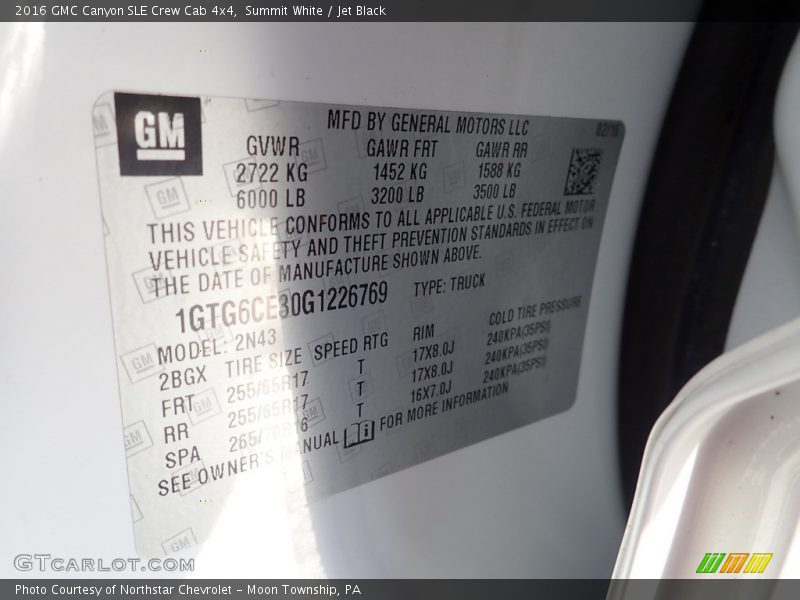 2016 GMC Canyon SLE Crew Cab 4x4, Summit White / Jet Black
GM
MFD BY GENERAL MOTORS LLC
02/16
GVWR GAWR FRT GAWR RR
2722 KG 1452 KG 1588 KG
6000 LB 3200 LB 3500 LB
THIS VEHICLE CONFORMS TO ALL APPLICABLE U.S. FEDERAL MOTOR
VEHICLE SAFETY AND THEFT PREVENTION STANDARDS IN EFFECT ON
THE DATE OF MANUFACTURE SHOWN ABOVE.
1GTG6CE30G1226769 TYPE: TRUCK
MODEL: 2N43
2BGX TIRE SIZE SPEED RTG RIM COLD TIRE PRESSURE
FRT 255/65R17 T 17X8.0J 240KPA(35PSI)
RR 255/65R17 T 17X8.0J 240KPA(35PSI)
SPA 265/70R16 T 16X7.0J 240KPA(35PSI)
SEE OWNER'S MANUAL FOR MORE INFORMATION
GTcarlot.com
Photo Courtesy of Northstar Chevrolet - Moon Township, PA